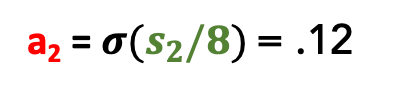 a₂ = σ(s₂/8) = .12